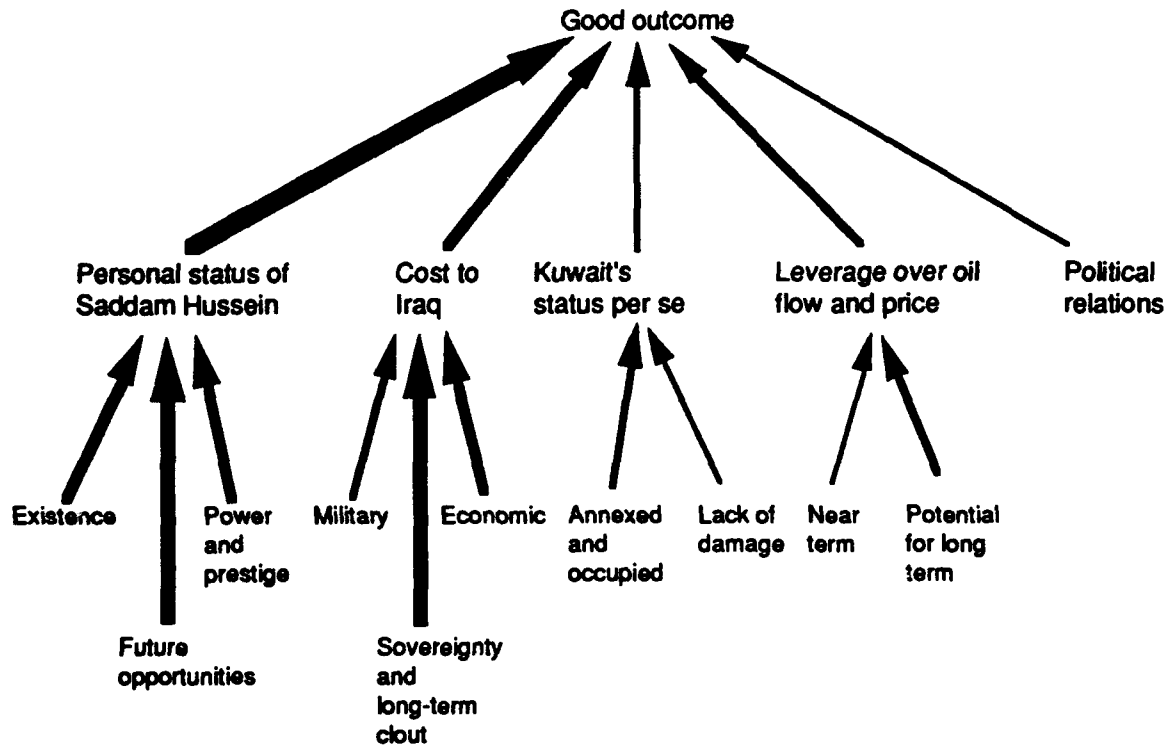 Good outcome
Personal status of
Saddam Hussein
Cost to
Iraq
Kuwait's
status per se
Leverage over oil
flow and price
Political
relations
Existence
Power
and
prestige
Military
Economic
Annexed
and
occupied
Lack of
damage
Near
term
Potential
for long
term
Future
opportunities
Sovereignty
and
long-term
clout